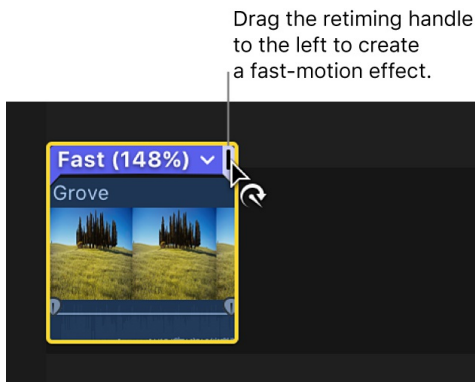 Drag the retiming handle
to the left to create
a fast-motion effect.
Fast (148%)
Grove